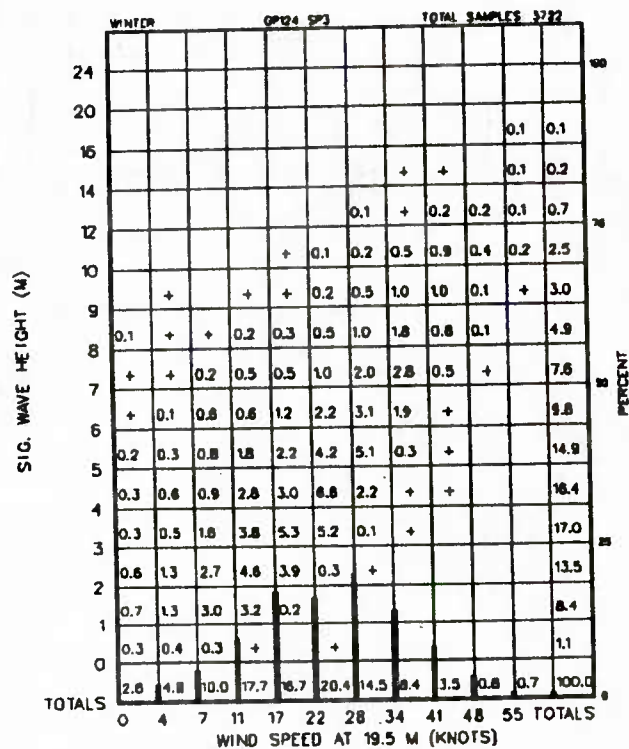 WINTER GP124 SP3 TOTAL SAMPLES 3722
24 100
20
0.1 0.1
16
+ + 0.1 0.2
14
0.1 + 0.2 0.2 0.1 0.7
12 75
+ 0.1 0.2 0.5 0.9 0.4 0.2 2.5
10
+ + + 0.2 0.5 1.0 1.0 0.1 + 3.0
9
0.1 + + 0.2 0.3 0.5 1.0 1.8 0.8 0.1 4.9
8
+ + 0.2 0.5 0.5 1.0 2.0 2.8 0.5 + 7.6
7
+ 0.1 0.6 0.6 1.2 2.2 3.1 1.9 + 9.8
6
0.2 0.3 0.8 1.8 2.2 4.2 5.1 0.3 + 14.9
5
0.3 0.6 0.9 2.8 3.0 6.8 2.2 + + 16.4
4
0.3 0.5 1.6 3.8 5.3 5.2 0.1 + 17.0
3 25
0.6 1.3 2.7 4.6 3.9 0.3 + 13.5
2
0.7 1.3 3.0 3.2 0.2 8.4
1
0.3 0.4 0.3 + + 1.1
0
2.6 4.8 10.0 17.7 16.7 20.4 14.5 8.4 3.5 0.8 0.7 100.0
TOTALS 0
0 4 7 11 17 22 28 34 41 48 55 TOTALS
WIND SPEED AT 19.5 M (KNOTS)
SIG. WAVE HEIGHT (M)
PERCENT